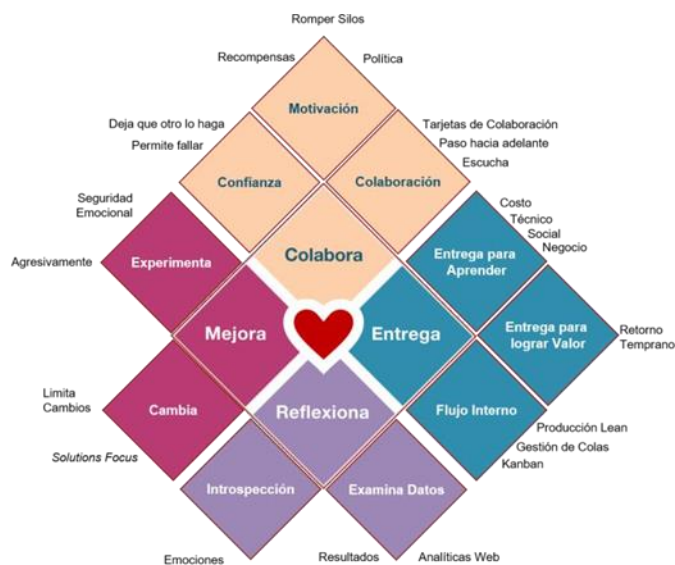 Romper Silos
Recompensas
Política
Motivación
Deja que otro lo haga
Permite fallar
Tarjetas de Colaboración
Paso hacia adelante
Escucha
Confianza
Colaboración
Seguridad
Emocional
Agresivamente
Experimenta
Colabora
Costo
Técnico
Social
Negocio
Entrega para
Aprender
Mejora
Entrega
Entrega para
lograr Valor
Retorno
Temprano
Limita
Cambios
Cambia
Solutions Focus
Reflexiona
Flujo Interno
Producción Lean
Gestión de Colas
Kanban
Introspección
Examina Datos
Emociones
Resultados
Analíticas Web